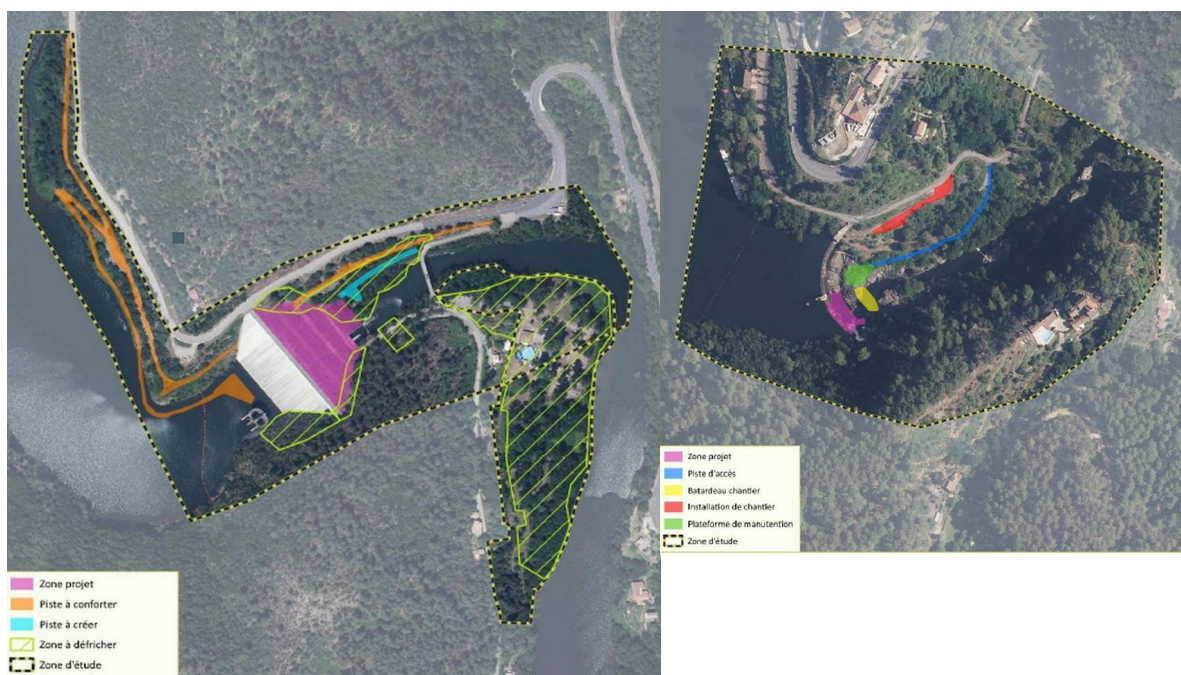 Zone projet
Piste à conforter
Piste à créer
Zone à défricher
Zone d'étude
Zone projet
Piste d'accès
Batardeau chantier
Installation de chantier
Plateforme de manutention
Zone d'étude